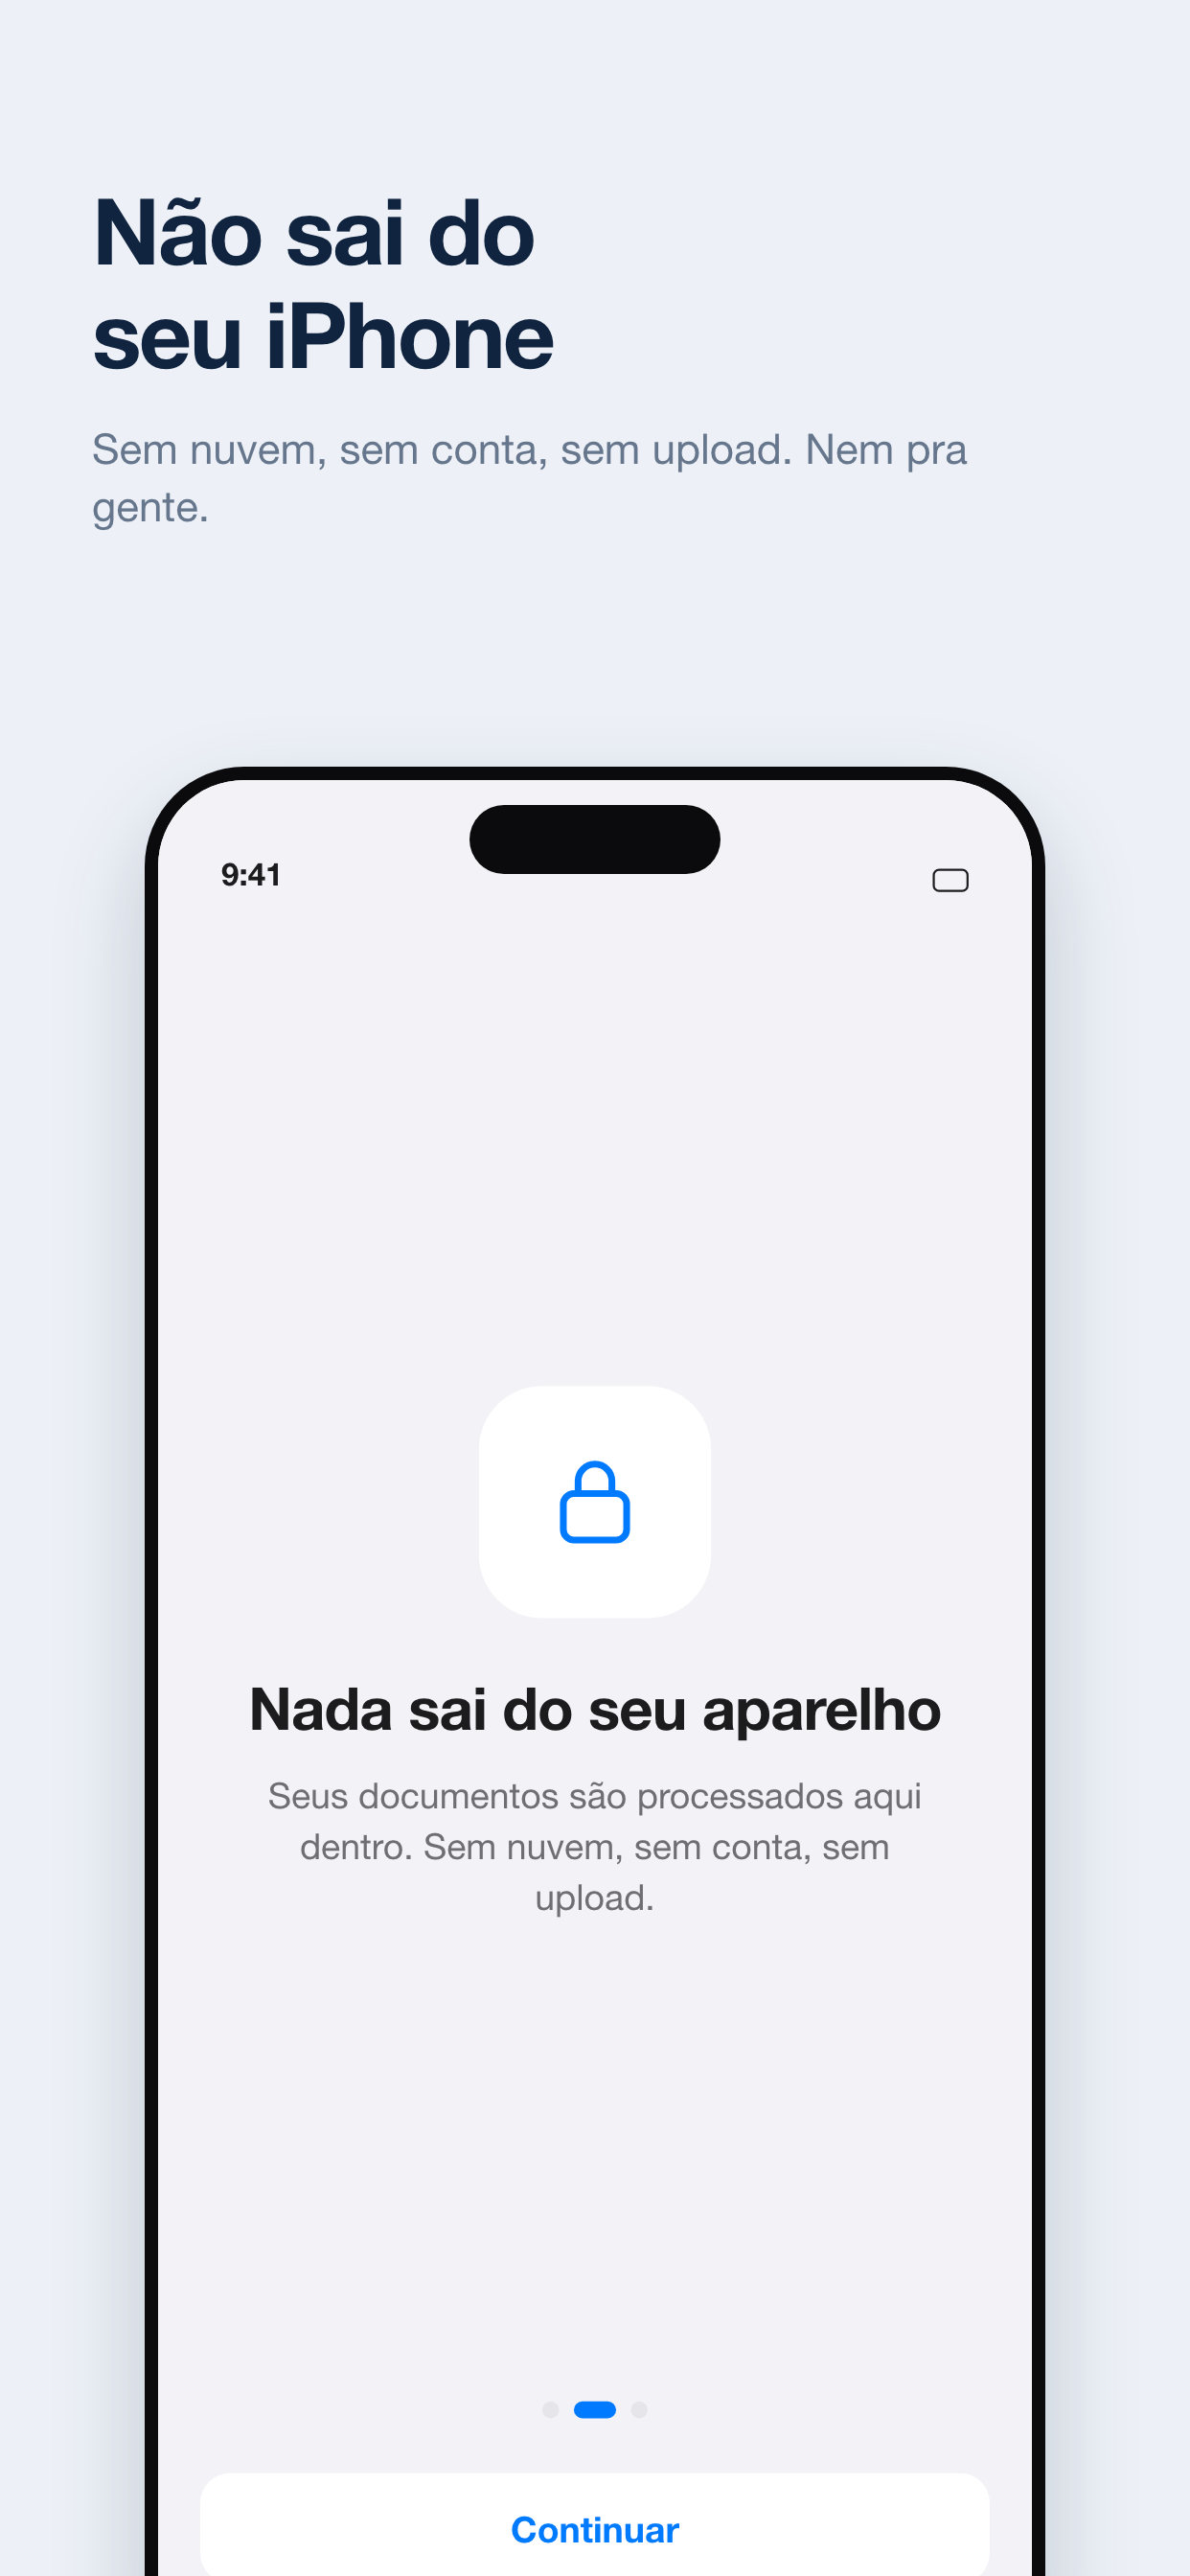 Não sai do
seu iPhone
Sem nuvem, sem conta, sem upload. Nem pra
gente.
9:41
Nada sai do seu aparelho
Seus documentos são processados aqui
dentro. Sem nuvem, sem conta, sem
upload.
Continuar